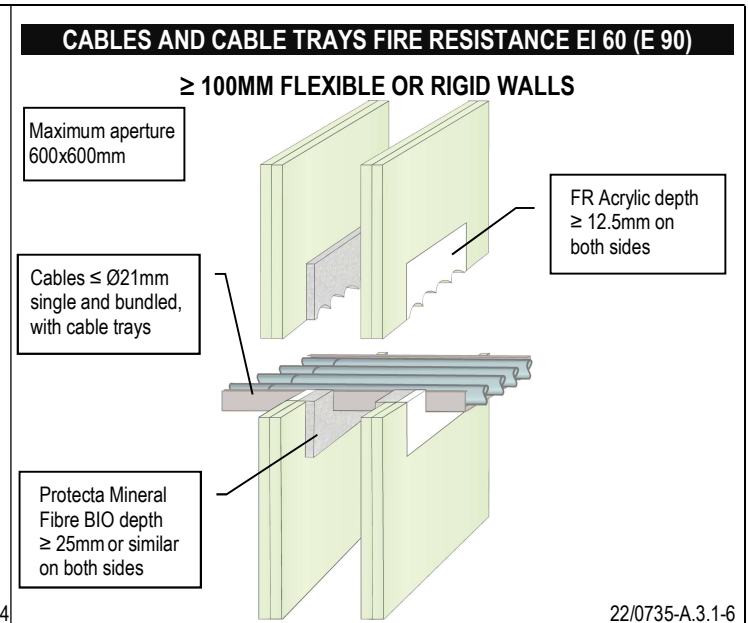 CABLES AND CABLE TRAYS FIRE RESISTANCE EI 60 (E 90)
≥ 100MM FLEXIBLE OR RIGID WALLS
Maximum aperture
600x600mm
FR Acrylic depth
≥ 12.5mm on
both sides
Cables ≤ Ø21mm
single and bundled,
with cable trays
Protecta Mineral
Fibre BIO depth
≥ 25mm or similar
on both sides
4
22/0735-A.3.1-6